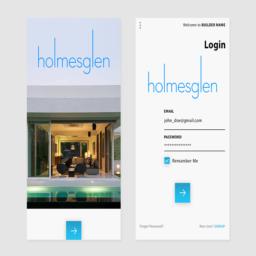 holmesglen
Welcome to BUILDER NAME
Login
holmesglen
EMAIL
john_doe@gmail.com
PASSWORD
Remember Me
Forgot Password?
New User? SIGNUP